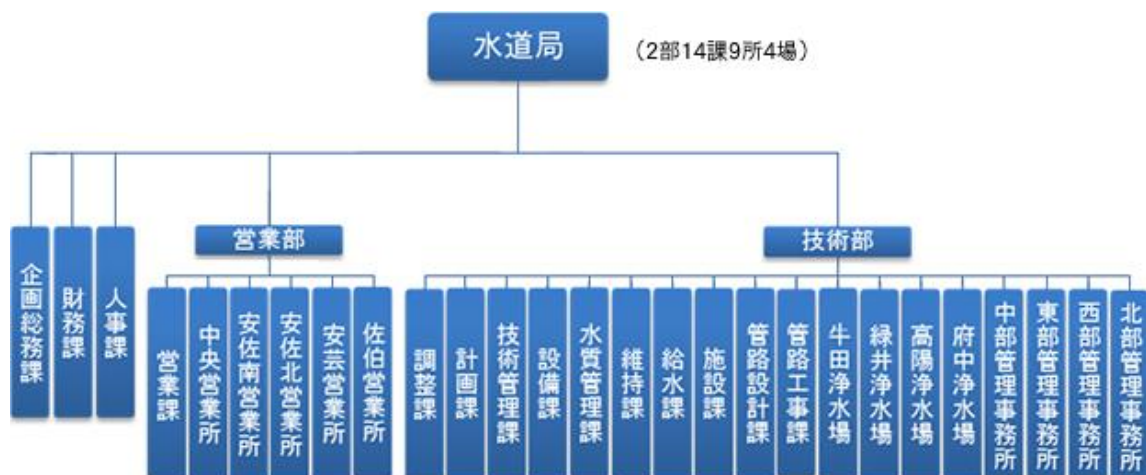 水道局
（2部14課9所4場）
営業部
技術部
企画総務課
財務課
人事課
営業課
中央営業所
安佐南営業所
安佐北営業所
安芸営業所
佐伯営業所
調整課
計画課
技術管理課
設備課
水質管理課
維持課
給水課
施設課
管路設計課
管路工事課
牛田浄水場
緑井浄水場
高陽浄水場
府中浄水場
中部管理事務所
東部管理事務所
西部管理事務所
北部管理事務所